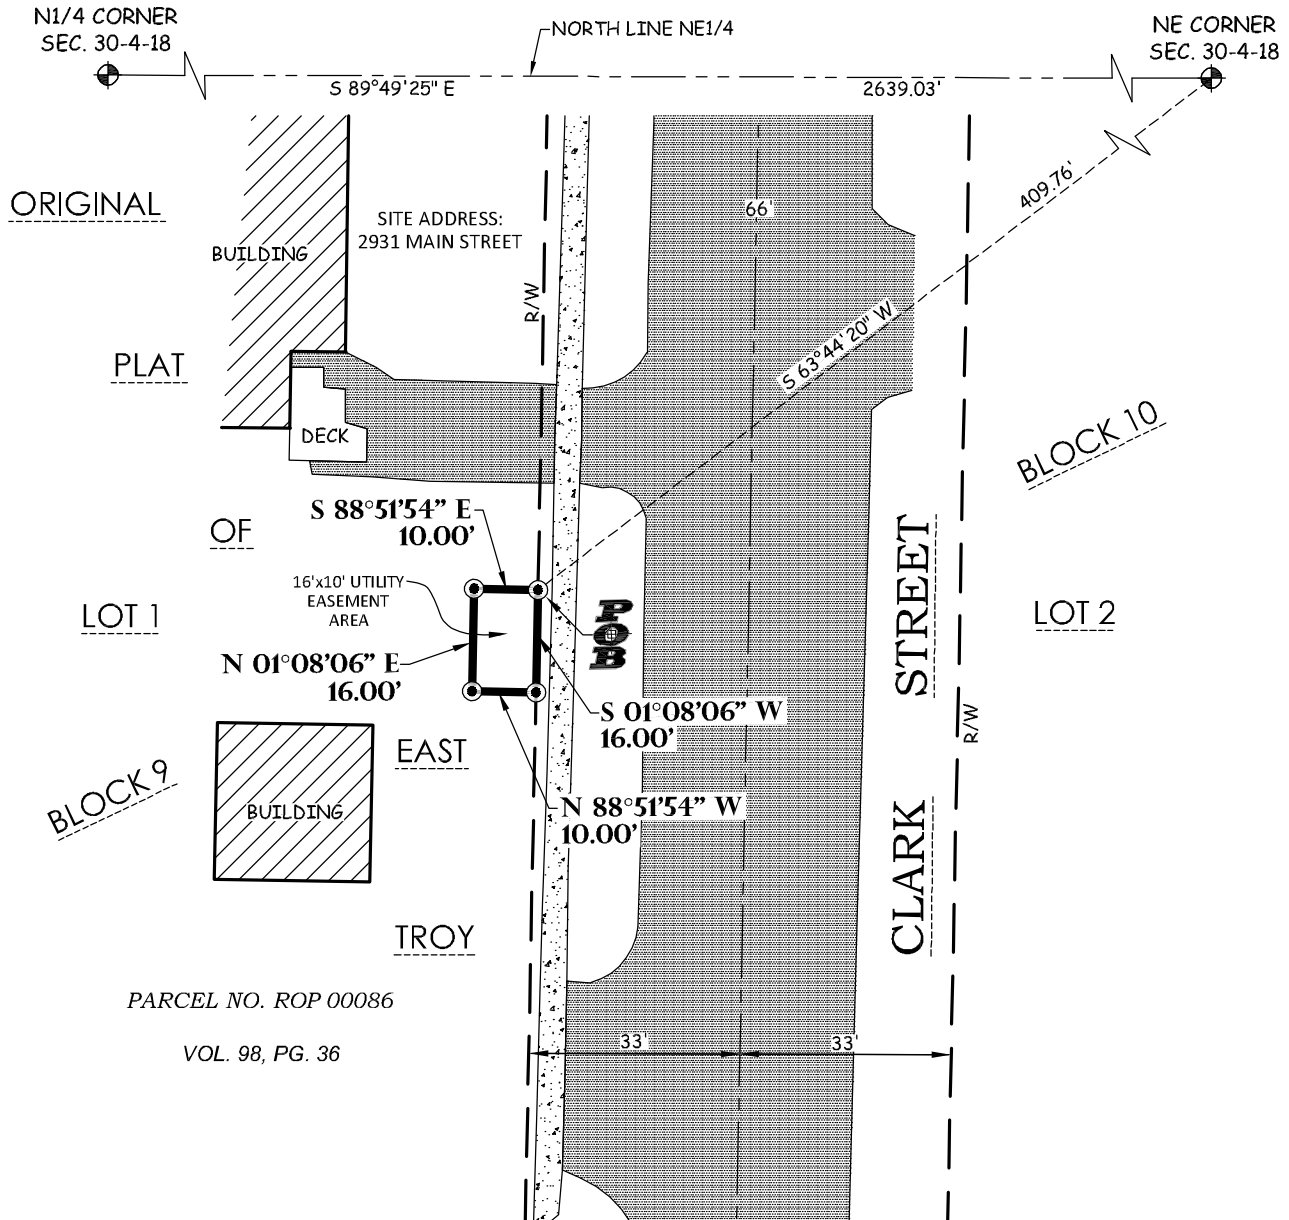 N1/4 CORNER
SEC. 30-4-18
NORTH LINE NE1/4
NE CORNER
SEC. 30-4-18
S 89°49'25" E
2639.03'
409.76'
ORIGINAL
66'
SITE ADDRESS:
2931 MAIN STREET
BUILDING
R/W
S 63°44'20" W
PLAT
DECK
BLOCK 10
S 88°51'54" E
10.00'
OF
16'x10' UTILITY
EASEMENT
AREA
LOT 1
POB
STREET
LOT 2
N 01°08'06" E
16.00'
S 01°08'06" W
16.00'
R/W
EAST
BLOCK 9
BUILDING
N 88°51'54" W
10.00'
CLARK
TROY
PARCEL NO. ROP 00086
VOL. 98, PG. 36
33'
33'